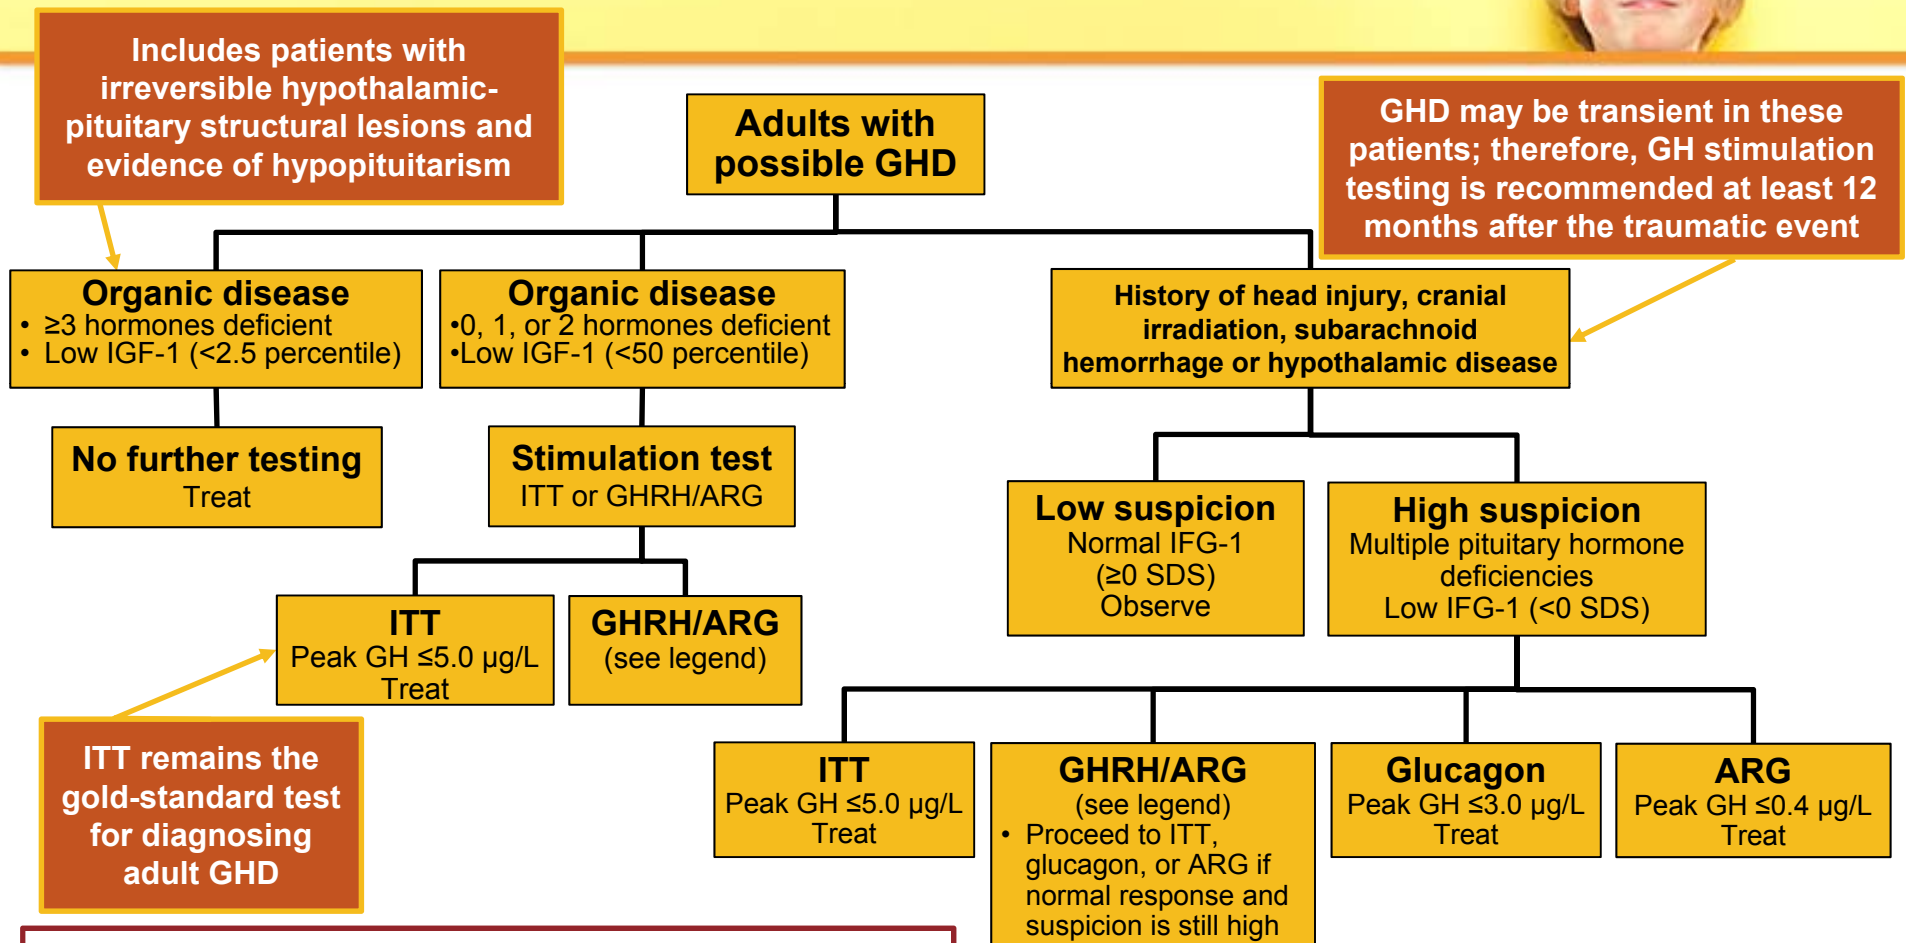 Includes patients with
irreversible hypothalamic-
pituitary structural lesions and
evidence of hypopituitarism
Adults with
possible GHD
GHD may be transient in these
patients; therefore, GH stimulation
testing is recommended at least 12
months after the traumatic event
Organic disease
• ≥3 hormones deficient
• Low IGF-1 (<2.5 percentile)
Organic disease
•0, 1, or 2 hormones deficient
•Low IGF-1 (<50 percentile)
History of head injury, cranial
irradiation, subarachnoid
hemorrhage or hypothalamic disease
No further testing
Treat
Stimulation test
ITT or GHRH/ARG
Low suspicion
Normal IFG-1
(≥0 SDS)
Observe
High suspicion
Multiple pituitary hormone
deficiencies
Low IFG-1 (<0 SDS)
ITT
Peak GH ≤5.0 µg/L
Treat
GHRH/ARG
(see legend)
ITT remains the
gold-standard test
for diagnosing
adult GHD
ITT
Peak GH ≤5.0 µg/L
Treat
GHRH/ARG
(see legend)
• Proceed to ITT,
glucagon, or ARG if
normal response and
suspicion is still high
Glucagon
Peak GH ≤3.0 µg/L
Treat
ARG
Peak GH ≤0.4 µg/L
Treat